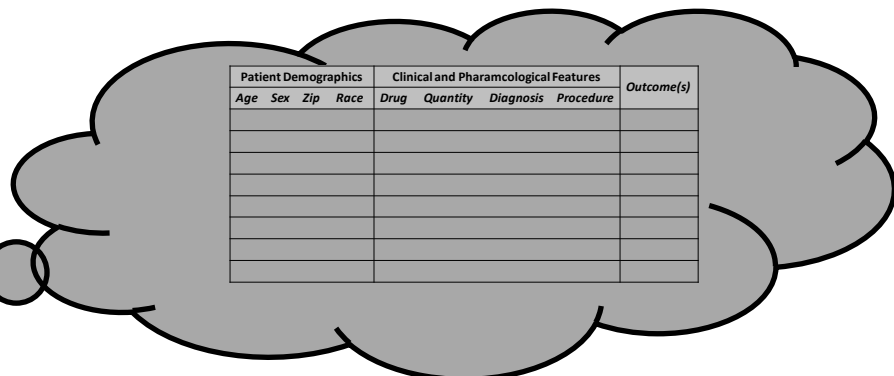 Patient Demographics Clinical and Pharamcological Features Outcome(s)
Age Sex Zip Race Drug Quantity Diagnosis Procedure